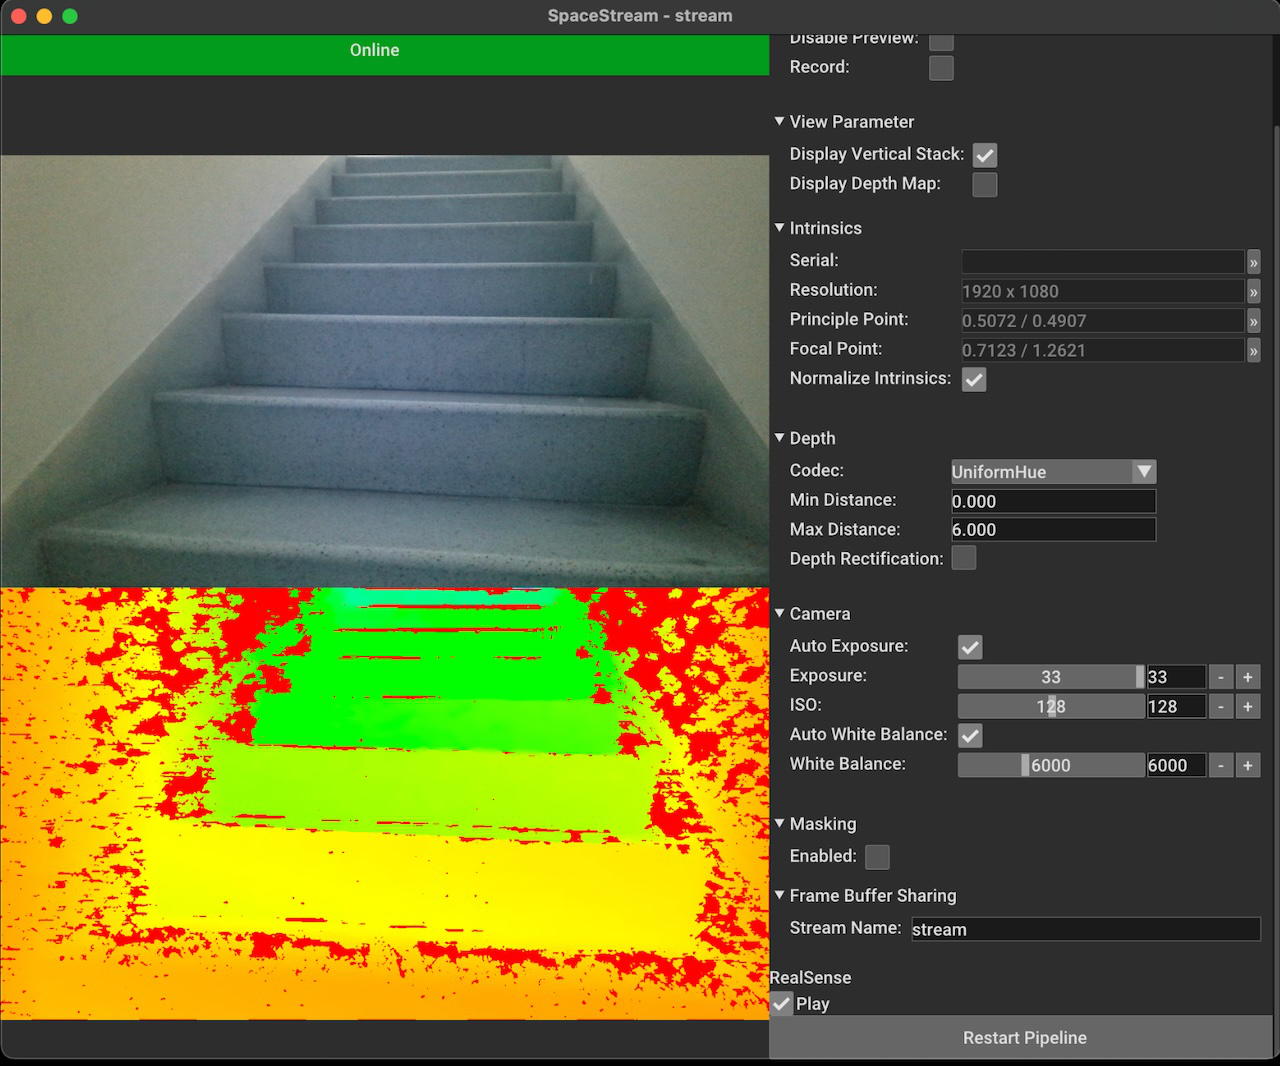 SpaceStream - stream
Online
Disable Preview:
Record:
View Parameter
Display Vertical Stack:
Display Depth Map:
Intrinsics
Serial: »
Resolution: 1920 x 1080 »
Principle Point: 0.5072 / 0.4907 »
Focal Point: 0.7123 / 1.2621 »
Normalize Intrinsics:
Depth
Codec: UniformHue
Min Distance: 0.000
Max Distance: 6.000
Depth Rectification:
Camera
Auto Exposure:
Exposure: 33 33 - +
ISO: 128 128 - +
Auto White Balance:
White Balance: 6000 6000 - +
Masking
Enabled:
Frame Buffer Sharing
Stream Name: stream
RealSense
Play
Restart Pipeline